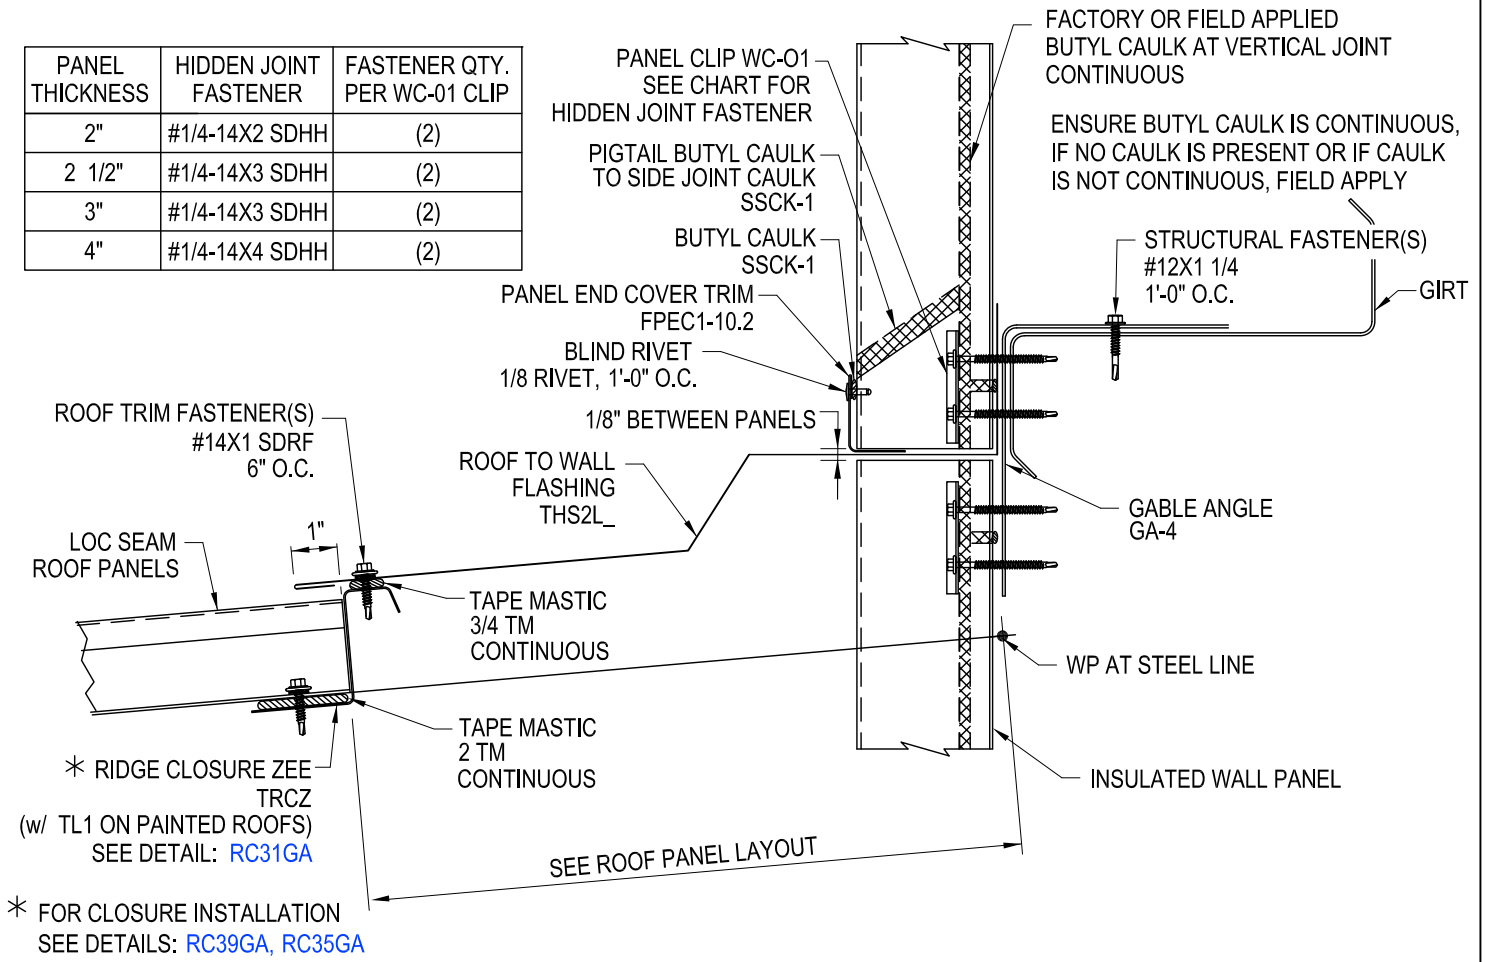 PANEL THICKNESS | HIDDEN JOINT FASTENER | FASTENER QTY. PER WC-01 CLIP
2" | #1/4-14X2 SDHH | (2)
2 1/2" | #1/4-14X3 SDHH | (2)
3" | #1/4-14X3 SDHH | (2)
4" | #1/4-14X4 SDHH | (2)
PANEL CLIP WC-O1
SEE CHART FOR
HIDDEN JOINT FASTENER
PIGTAIL BUTYL CAULK
TO SIDE JOINT CAULK
SSCK-1
BUTYL CAULK
SSCK-1
PANEL END COVER TRIM
FPEC1-10.2
BLIND RIVET
1/8 RIVET, 1'-0" O.C.
1/8" BETWEEN PANELS
ROOF TO WALL
FLASHING
THS2L_
FACTORY OR FIELD APPLIED
BUTYL CAULK AT VERTICAL JOINT
CONTINUOUS
ENSURE BUTYL CAULK IS CONTINUOUS,
IF NO CAULK IS PRESENT OR IF CAULK
IS NOT CONTINUOUS, FIELD APPLY
STRUCTURAL FASTENER(S)
#12X1 1/4
1'-0" O.C.
GIRT
GABLE ANGLE
GA-4
WP AT STEEL LINE
INSULATED WALL PANEL
ROOF TRIM FASTENER(S)
#14X1 SDRF
6" O.C.
1"
LOC SEAM
ROOF PANELS
TAPE MASTIC
3/4 TM
CONTINUOUS
TAPE MASTIC
2 TM
CONTINUOUS
* RIDGE CLOSURE ZEE
TRCZ
(w/ TL1 ON PAINTED ROOFS)
SEE DETAIL: RC31GA
SEE ROOF PANEL LAYOUT
* FOR CLOSURE INSTALLATION
SEE DETAILS: RC39GA, RC35GA